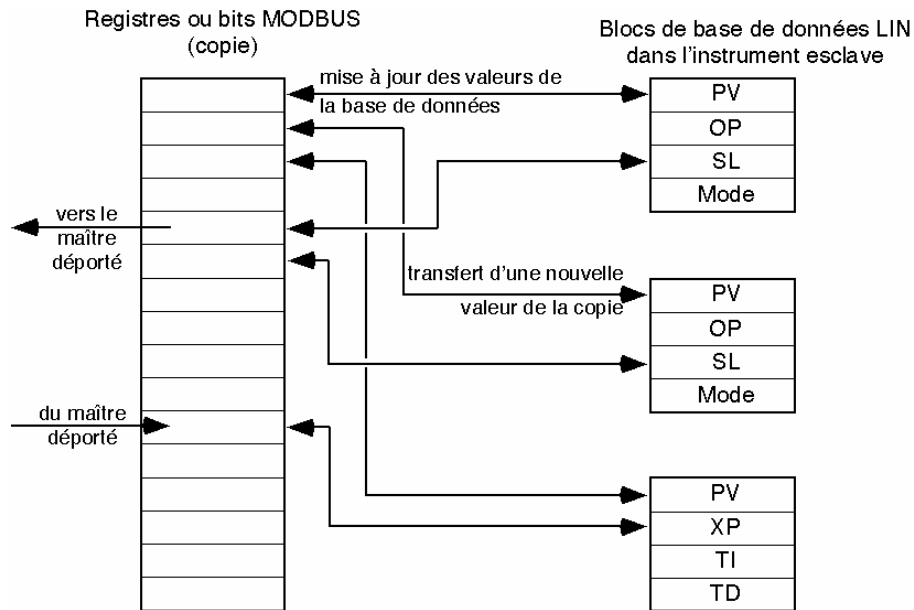 Registres ou bits MODBUS
(copie)
Blocs de base de données LIN
dans l'instrument esclave
mise à jour des valeurs de
la base de données
PV
OP
SL
Mode
vers le
maître
déporté
transfert d'une nouvelle
valeur de la copie
PV
OP
SL
Mode
du maître
déporté
PV
XP
TI
TD